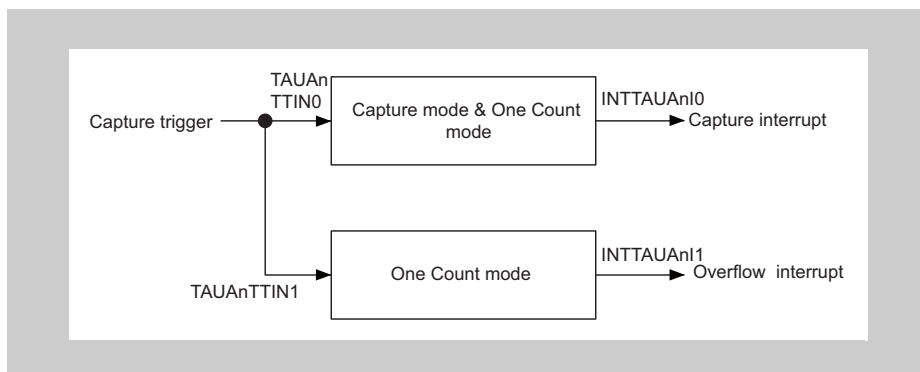 TAUAn
TTIN0
Capture trigger
Capture mode & One Count
mode
INTTAUAnI0
Capture interrupt
One Count mode
INTTAUAnI1
Overflow interrupt
TAUAnTTIN1